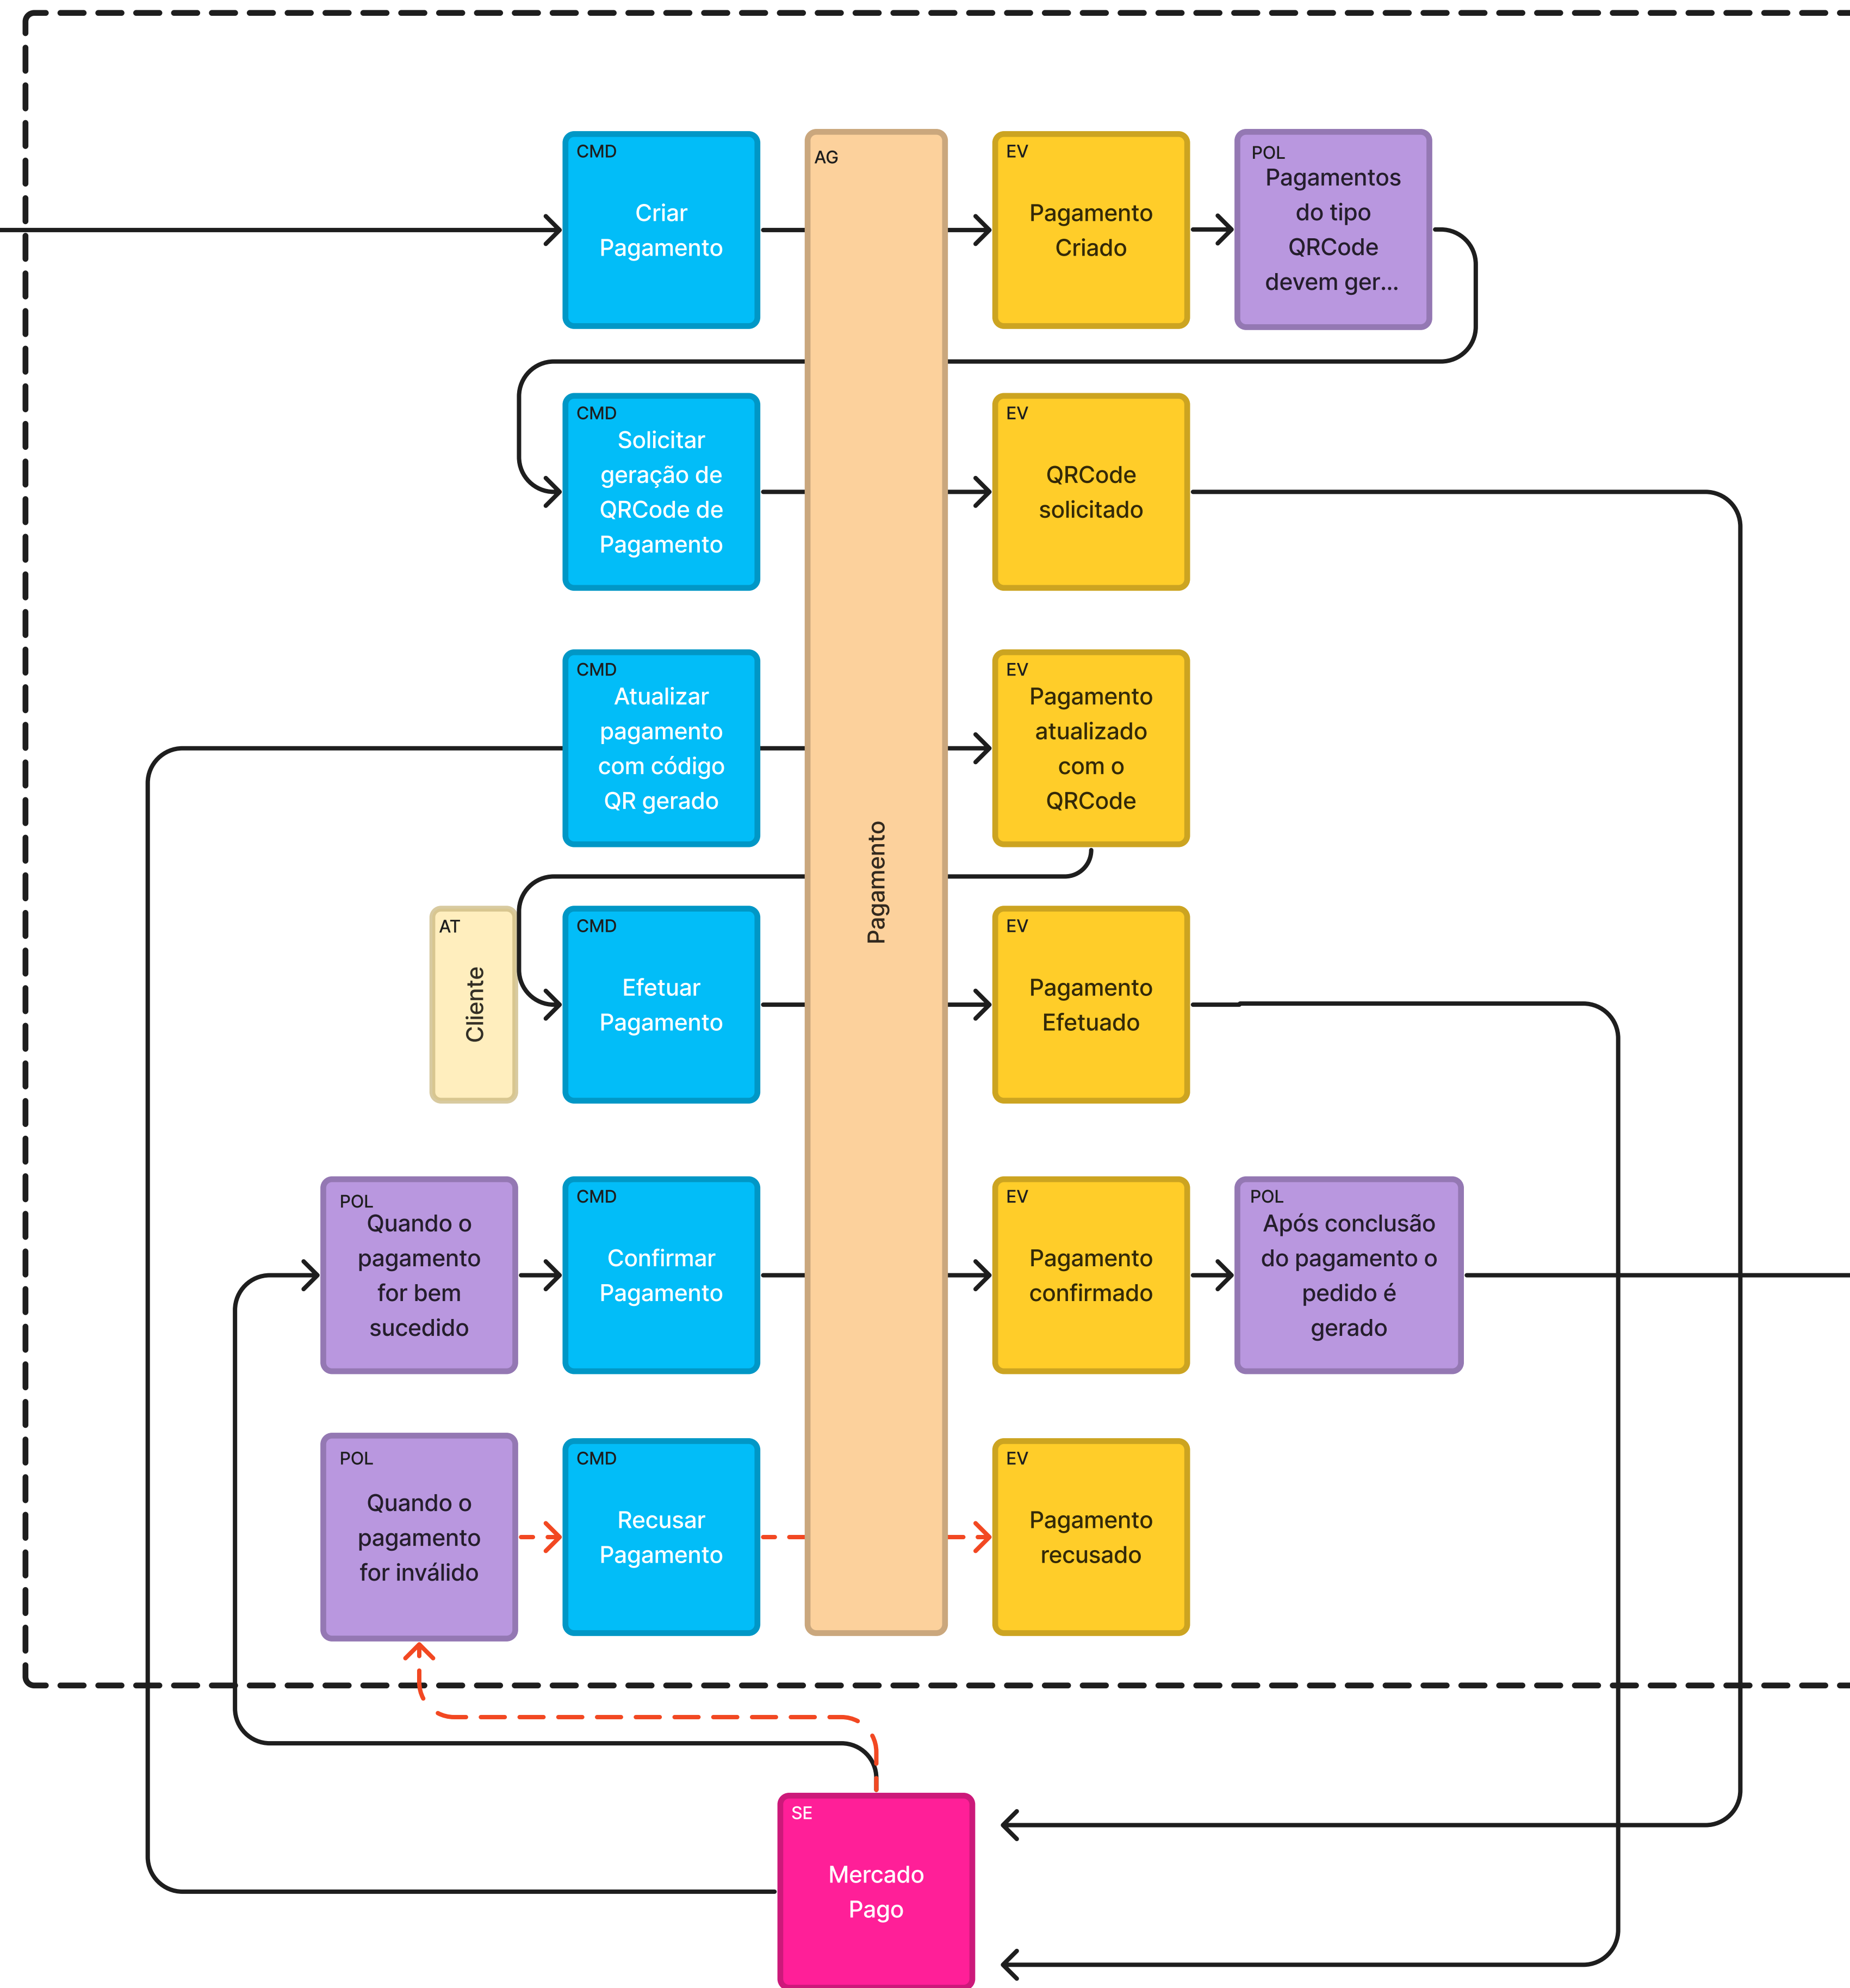 CMD
Criar
Pagamento
AG
Pagamento
EV
Pagamento
Criado
POL
Pagamentos
do tipo
QRCode
devem ger...
CMD
Solicitar
geração de
QRCode de
Pagamento
EV
QRCode
solicitado
CMD
Atualizar
pagamento
com código
QR gerado
EV
Pagamento
atualizado
com o
QRCode
AT
Cliente
CMD
Efetuar
Pagamento
EV
Pagamento
Efetuado
POL
Quando o
pagamento
for bem
sucedido
CMD
Confirmar
Pagamento
EV
Pagamento
confirmado
POL
Após conclusão
do pagamento o
pedido é
gerado
POL
Quando o
pagamento
for inválido
CMD
Recusar
Pagamento
EV
Pagamento
recusado
SE
Mercado
Pago